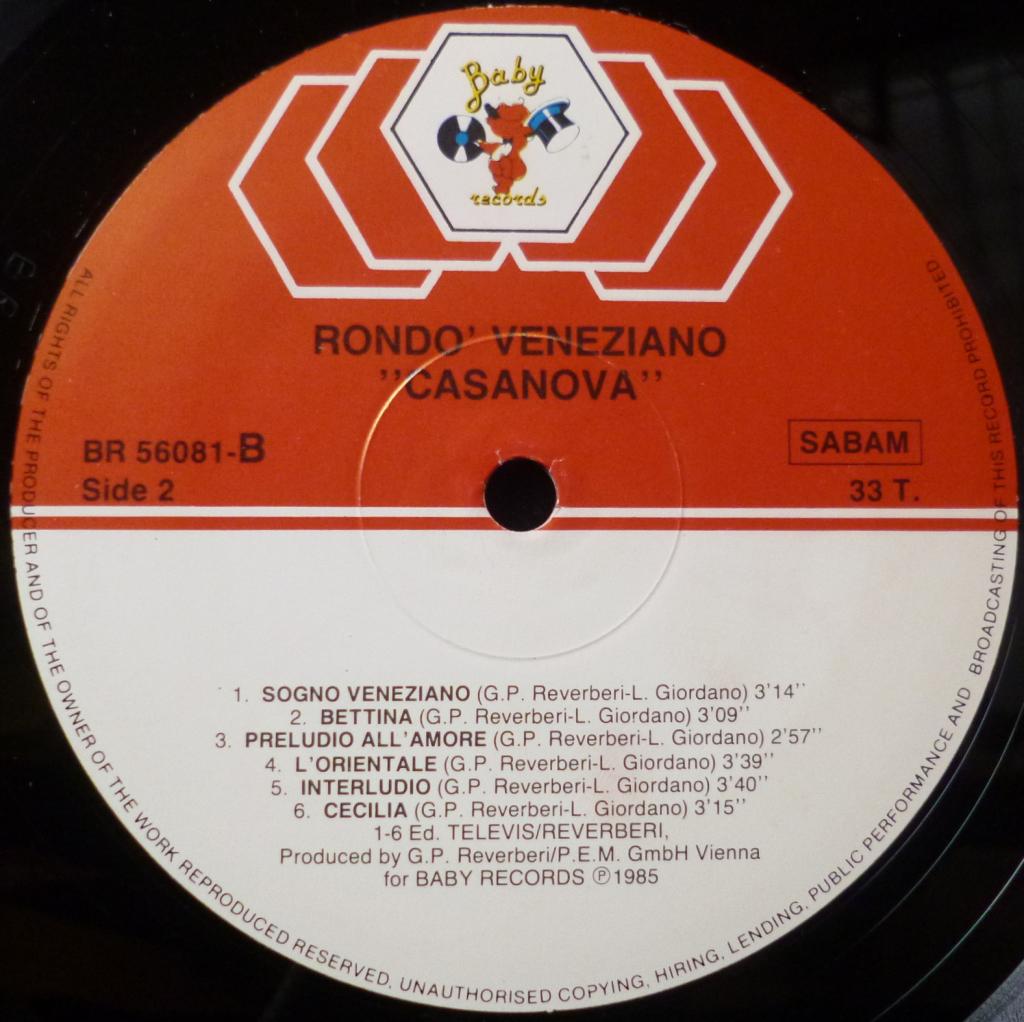 Baby
records
RONDO' VENEZIANO
''CASANOVA''
BR 56081-B
Side 2
SABAM
33 T.
1. SOGNO VENEZIANO (G.P. Reverberi-L. Giordano) 3'14''
2. BETTINA (G.P. Reverberi-L. Giordano) 3'09''
3. PRELUDIO ALL'AMORE (G.P. Reverberi-L. Giordano) 2'57''
4. L'ORIENTALE (G.P. Reverberi-L. Giordano) 3'39''
5. INTERLUDIO (G.P. Reverberi-L. Giordano) 3'40''
6. CECILIA (G.P. Reverberi-L. Giordano) 3'15''
1-6 Ed. TELEVIS/REVERBERI,
Produced by G.P. Reverberi/P.E.M. GmbH Vienna
for BABY RECORDS ℗ 1985
ALL RIGHTS OF THE PRODUCER AND OF THE OWNER OF THE WORK REPRODUCED RESERVED. UNAUTHORISED COPYING, HIRING, LENDING, PUBLIC PERFORMANCE AND BROADCASTING OF THIS RECORD PROHIBITED.